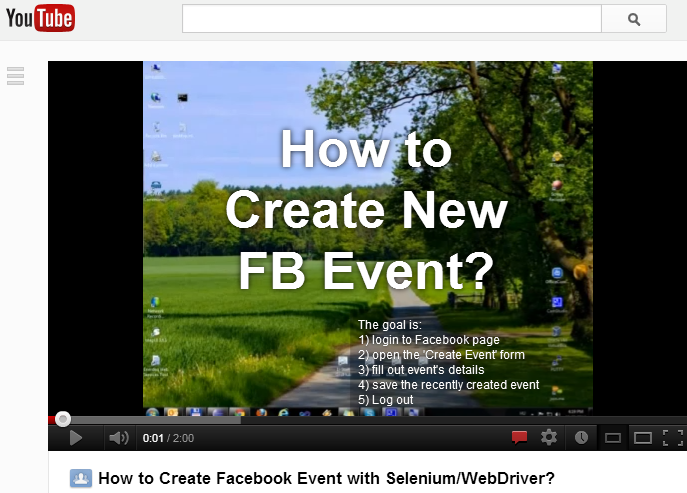 YouTube
How to
Create New
FB Event?
The goal is:
1) login to Facebook page
2) open the 'Create Event' form
3) fill out event's details
4) save the recently created event
5) Log out
0:01 / 2:00
How to Create Facebook Event with Selenium/WebDriver?